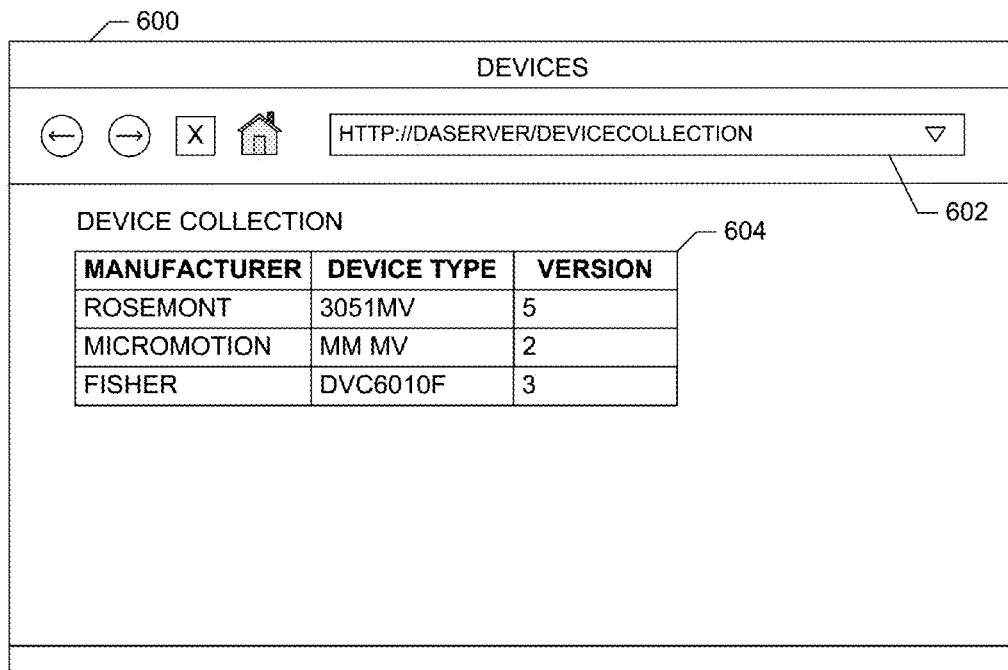 600
DEVICES
X
HTTP://DASERVER/DEVICECOLLECTION
602
DEVICE COLLECTION
604
MANUFACTURER DEVICE TYPE VERSION
ROSEMONT 3051MV 5
MICROMOTION MM MV 2
FISHER DVC6010F 3